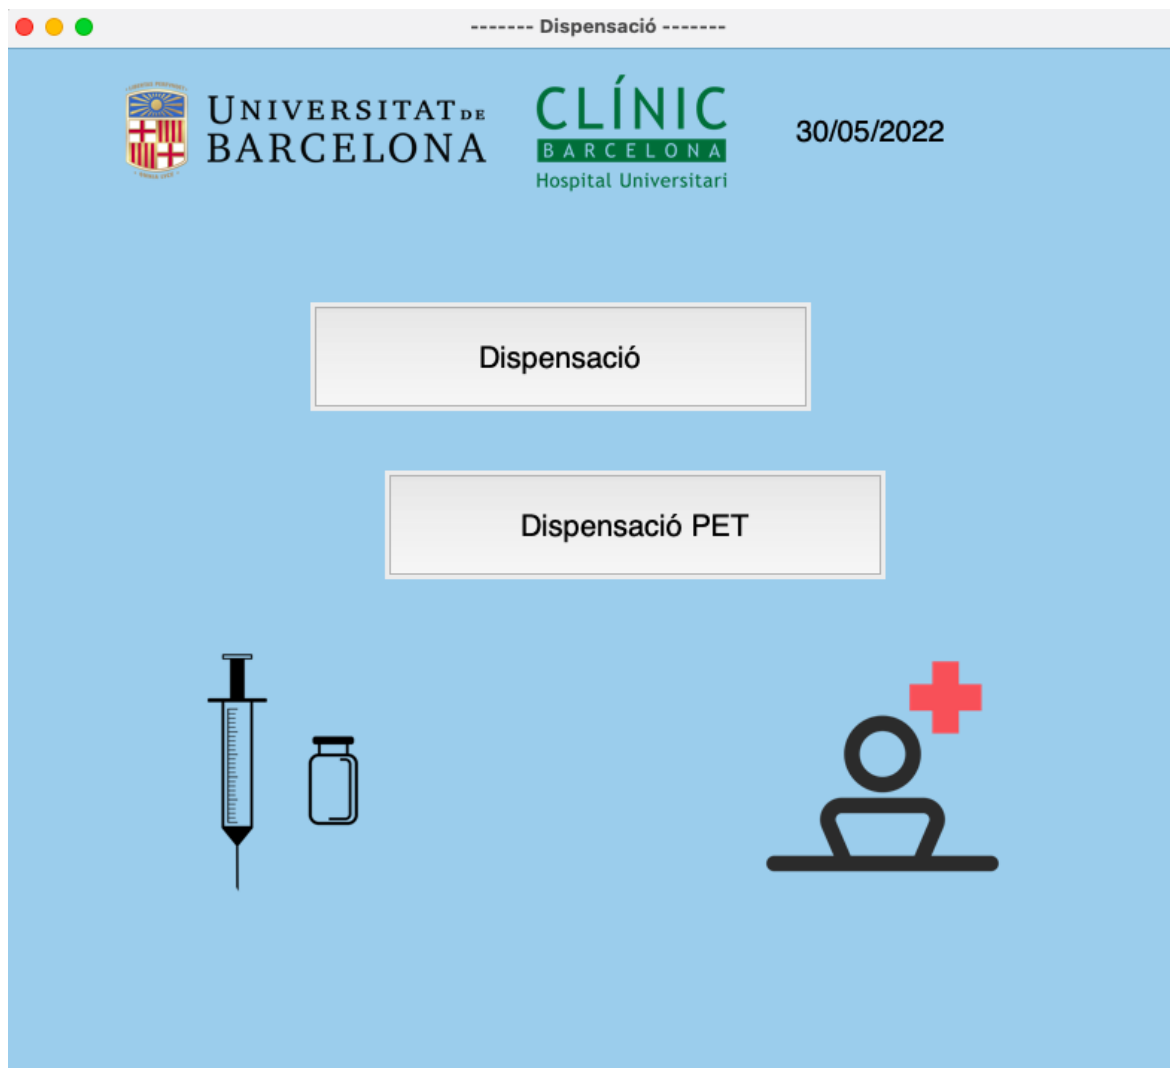 ------- Dispensació -------
UNIVERSITAT DE
BARCELONA
CLÍNIC
BARCELONA
Hospital Universitari
30/05/2022
Dispensació
Dispensació PET